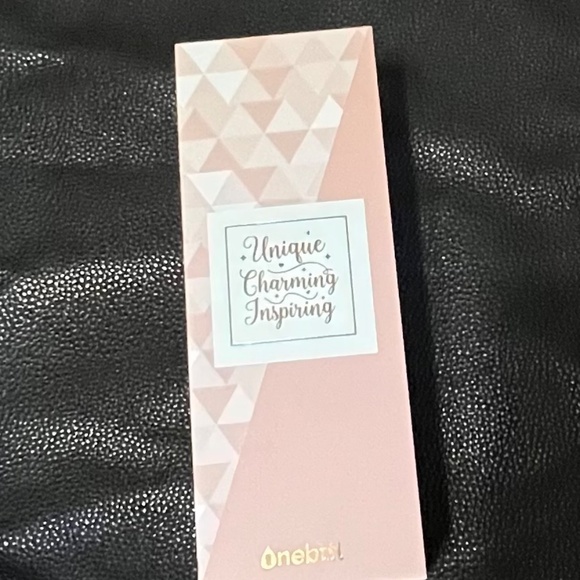 Unique
Charming
Inspiring
Onebttl